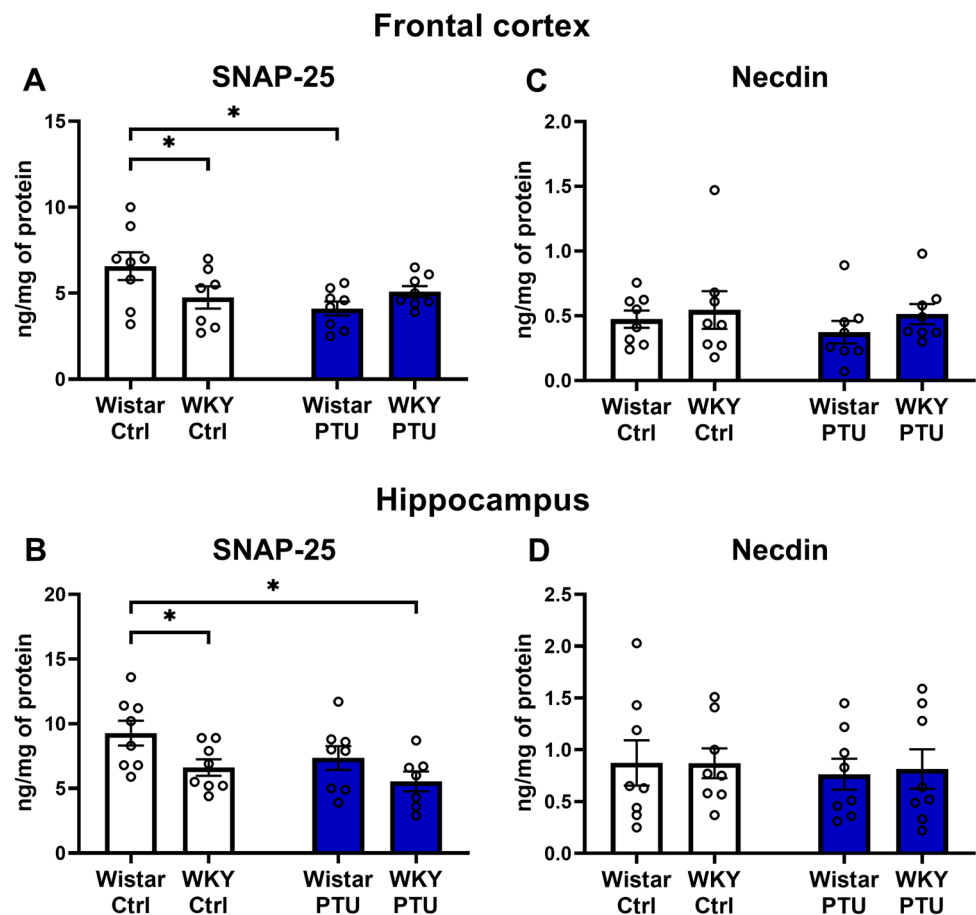 Frontal cortex
A
SNAP-25
ng/mg of protein
15
10
5
0
*
*
Wistar Ctrl
WKY Ctrl
Wistar PTU
WKY PTU
C
Necdin
ng/mg of protein
2.0
1.5
1.0
0.5
0.0
Wistar Ctrl
WKY Ctrl
Wistar PTU
WKY PTU
Hippocampus
B
SNAP-25
ng/mg of protein
20
15
10
5
0
*
*
Wistar Ctrl
WKY Ctrl
Wistar PTU
WKY PTU
D
Necdin
ng/mg of protein
2.5
2.0
1.5
1.0
0.5
0.0
Wistar Ctrl
WKY Ctrl
Wistar PTU
WKY PTU